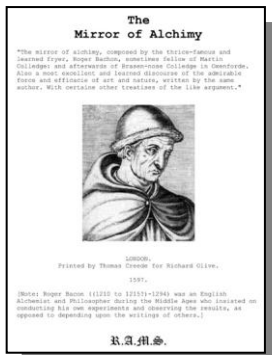 The
Mirror of Alchimy
"The mirror of alchimy, composed by the thrice-famous and
learned fryer, Roger Bachon, sometimes fellow of Martin
Colledge: and afterwards of Brasen-nose Colledge in Oxenforde.
Also a most excellent and learned discourse of the admirable
force and efficacie of art and nature, written by the same
author. With certaine other treatises of the like argument."
LONDON.
Printed by Thomas Creede for Richard Olive.
1597.
[Note: Roger Bacon ((1210 to 1215?)-1294) was an English
Alchemist and Philosopher during the Middle Ages who insisted on
conducting his own experiments and observing the results, as
opposed to depending upon the writings of others.]
R.A.M.S.